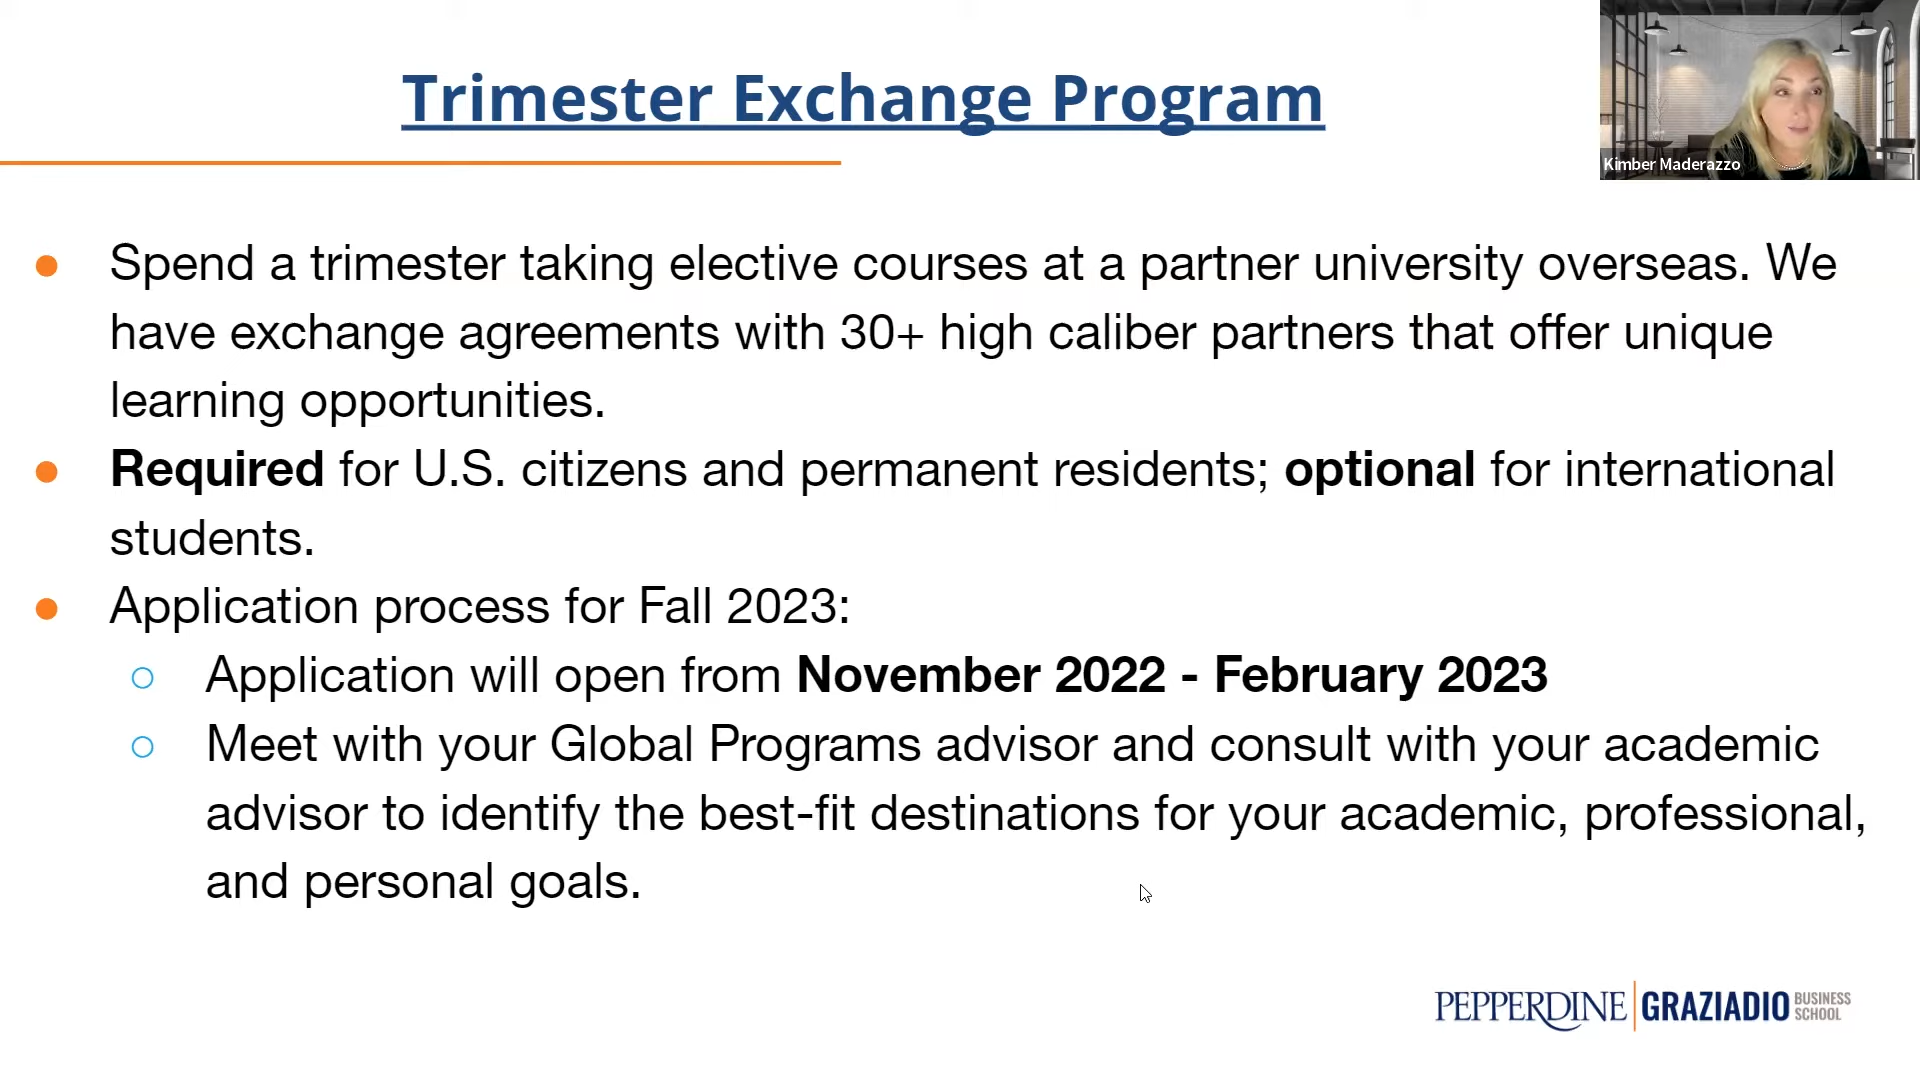 Trimester Exchange Program
Kimber Maderazzo
● Spend a trimester taking elective courses at a partner university overseas. We
have exchange agreements with 30+ high caliber partners that offer unique
learning opportunities.
● Required for U.S. citizens and permanent residents; optional for international
students.
● Application process for Fall 2023:
○ Application will open from November 2022 - February 2023
○ Meet with your Global Programs advisor and consult with your academic
advisor to identify the best-fit destinations for your academic, professional,
and personal goals.
PEPPERDINE | GRAZIADIO BUSINESS SCHOOL